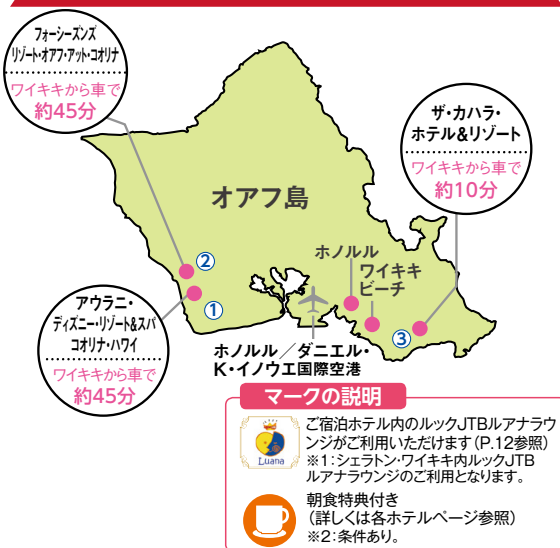 フォーシーズンズ
リゾート・オアフ・アット・コオリナ
ワイキキから車で
約45分
ザ・カハラ・
ホテル&リゾート
ワイキキから車で
約10分
オアフ島
②
①
ホノルル
ワイキキ
ビーチ
③
アウラニ・
ディズニー・リゾート&スパ
コオリナ・ハワイ
ワイキキから車で
約45分
ホノルル/ダニエル・
K・イノウエ国際空港
マークの説明
Luana
ご宿泊ホテル内のルックJTBルアナラウ
ンジがご利用いただけます(P.12参照)
※1:シェラトン・ワイキキ内ルックJTB
ルアナラウンジのご利用となります。
朝食特典付き
(詳しくは各ホテルページ参照)
※2:条件あり。